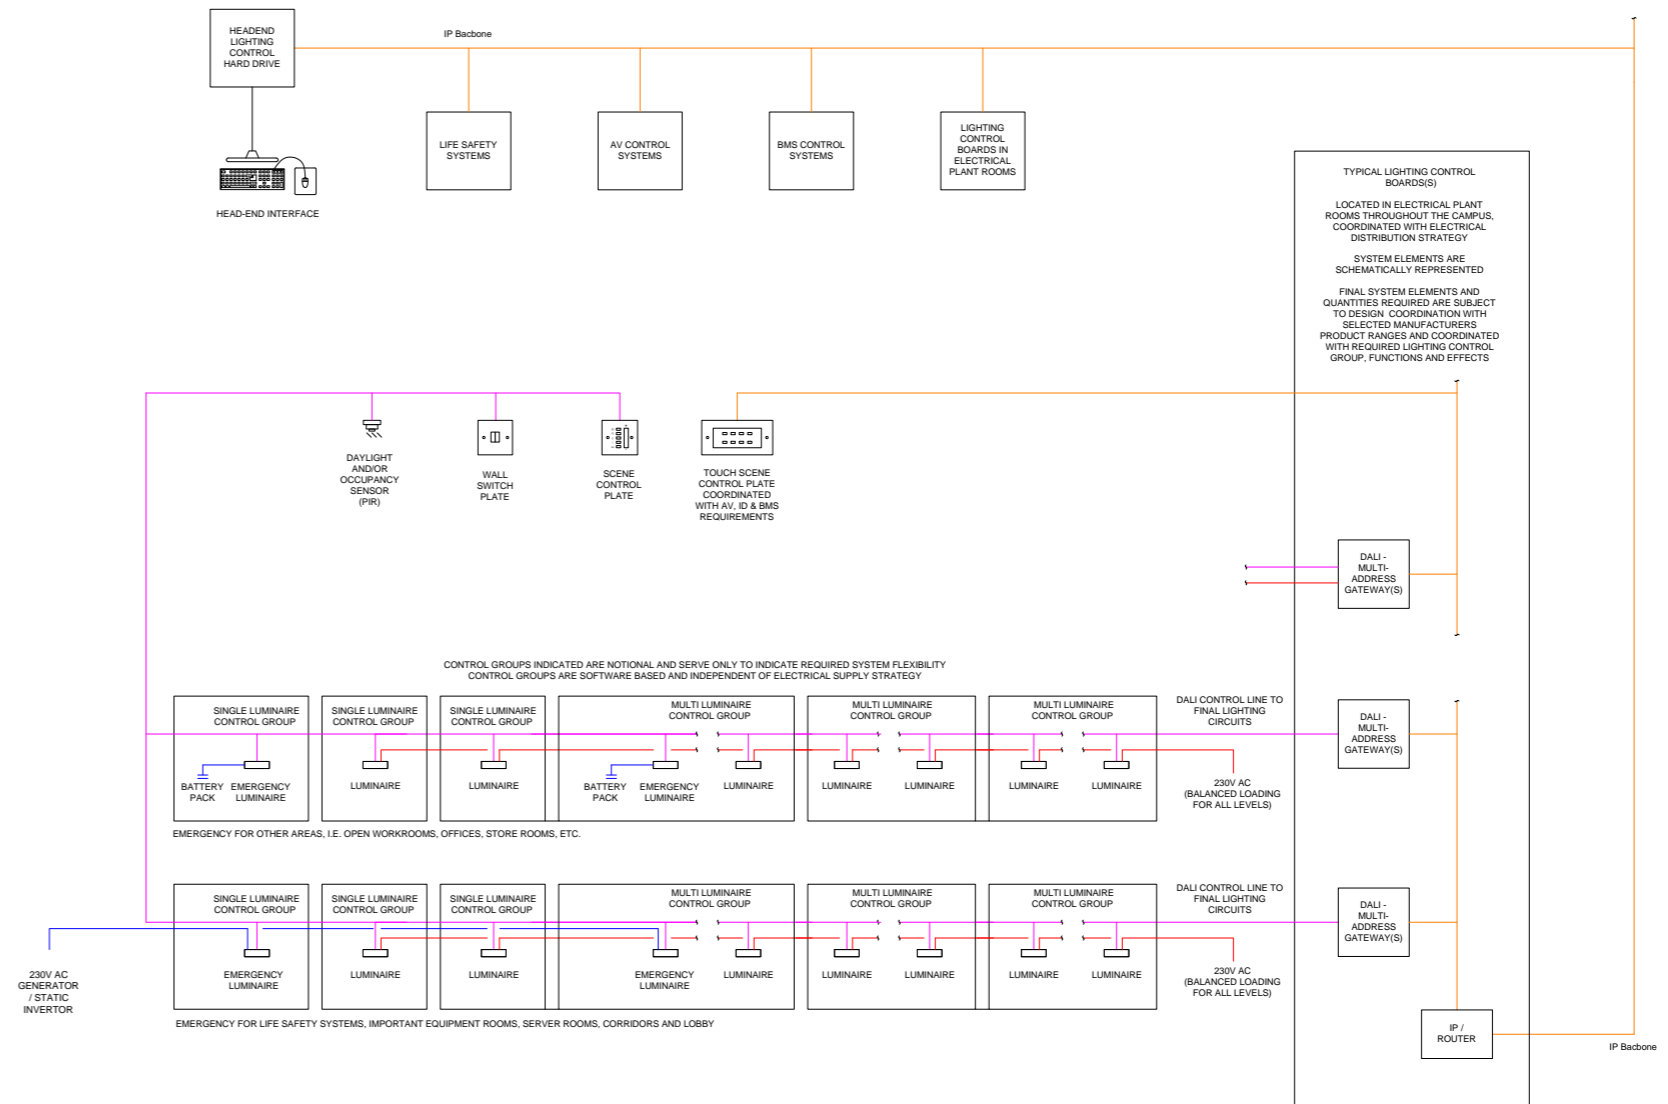 HEADEND
LIGHTING
CONTROL
HARD DRIVE
IP Bacbone
HEAD-END INTERFACE
LIFE SAFETY
SYSTEMS
AV CONTROL
SYSTEMS
BMS CONTROL
SYSTEMS
LIGHTING
CONTROL
BOARDS IN
ELECTRICAL
PLANT ROOMS
TYPICAL LIGHTING CONTROL
BOARDS(S)
LOCATED IN ELECTRICAL PLANT
ROOMS THROUGHOUT THE CAMPUS,
COORDINATED WITH ELECTRICAL
DISTRIBUTION STRATEGY
SYSTEM ELEMENTS ARE
SCHEMATICALLY REPRESENTED
FINAL SYSTEM ELEMENTS AND
QUANTITIES REQUIRED ARE SUBJECT
TO DESIGN COORDINATION WITH
SELECTED MANUFACTURERS
PRODUCT RANGES AND COORDINATED
WITH REQUIRED LIGHTING CONTROL
GROUP, FUNCTIONS AND EFFECTS
DAYLIGHT
AND/OR
OCCUPANCY
SENSOR
(PIR)
WALL
SWITCH
PLATE
SCENE
CONTROL
PLATE
TOUCH SCENE
CONTROL PLATE
COORDINATED
WITH AV, ID & BMS
REQUIREMENTS
DALI -
MULTI-
ADDRESS
GATEWAY(S)
CONTROL GROUPS INDICATED ARE NOTIONAL AND SERVE ONLY TO INDICATE REQUIRED SYSTEM FLEXIBILITY
CONTROL GROUPS ARE SOFTWARE BASED AND INDEPENDENT OF ELECTRICAL SUPPLY STRATEGY
SINGLE LUMINAIRE
CONTROL GROUP
BATTERY
PACK
EMERGENCY
LUMINAIRE
SINGLE LUMINAIRE
CONTROL GROUP
LUMINAIRE
SINGLE LUMINAIRE
CONTROL GROUP
LUMINAIRE
MULTI LUMINAIRE
CONTROL GROUP
BATTERY
PACK
EMERGENCY
LUMINAIRE
LUMINAIRE
MULTI LUMINAIRE
CONTROL GROUP
LUMINAIRE
LUMINAIRE
MULTI LUMINAIRE
CONTROL GROUP
LUMINAIRE
LUMINAIRE
DALI CONTROL LINE TO
FINAL LIGHTING
CIRCUITS
230V AC
(BALANCED LOADING
FOR ALL LEVELS)
DALI -
MULTI-
ADDRESS
GATEWAY(S)
EMERGENCY FOR OTHER AREAS, I.E. OPEN WORKROOMS, OFFICES, STORE ROOMS, ETC.
230V AC
GENERATOR
/ STATIC
INVERTOR
SINGLE LUMINAIRE
CONTROL GROUP
EMERGENCY
LUMINAIRE
SINGLE LUMINAIRE
CONTROL GROUP
LUMINAIRE
SINGLE LUMINAIRE
CONTROL GROUP
LUMINAIRE
MULTI LUMINAIRE
CONTROL GROUP
EMERGENCY
LUMINAIRE
LUMINAIRE
MULTI LUMINAIRE
CONTROL GROUP
LUMINAIRE
LUMINAIRE
MULTI LUMINAIRE
CONTROL GROUP
LUMINAIRE
LUMINAIRE
DALI CONTROL LINE TO
FINAL LIGHTING
CIRCUITS
230V AC
(BALANCED LOADING
FOR ALL LEVELS)
DALI -
MULTI-
ADDRESS
GATEWAY(S)
EMERGENCY FOR LIFE SAFETY SYSTEMS, IMPORTANT EQUIPMENT ROOMS, SERVER ROOMS, CORRIDORS AND LOBBY
IP /
ROUTER
IP Bacbone